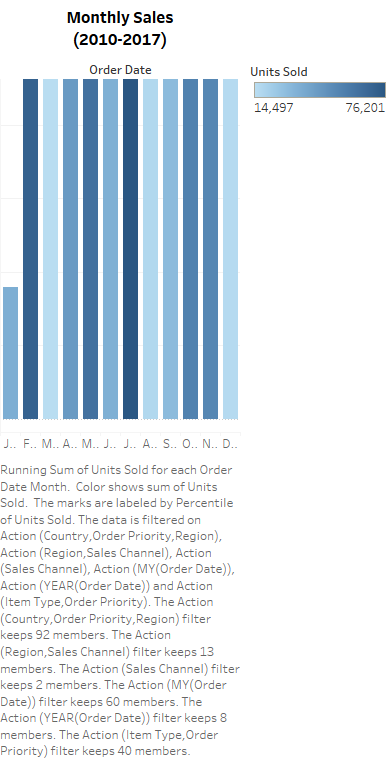 Monthly Sales
(2010-2017)
Order Date
Units Sold
14,497 76,201
J.. F.. M.. A.. M.. J.. J.. A.. S.. O.. N.. D..
Running Sum of Units Sold for each Order
Date Month.  Color shows sum of Units
Sold.  The marks are labeled by Percentile
of Units Sold. The data is filtered on
Action (Country,Order Priority,Region),
Action (Region,Sales Channel), Action
(Sales Channel), Action (MY(Order Date)),
Action (YEAR(Order Date)) and Action
(Item Type,Order Priority). The Action
(Country,Order Priority,Region) filter
keeps 92 members. The Action
(Region,Sales Channel) filter keeps 13
members. The Action (Sales Channel) filter
keeps 2 members. The Action (MY(Order
Date)) filter keeps 60 members. The
Action (YEAR(Order Date)) filter keeps 8
members. The Action (Item Type,Order
Priority) filter keeps 40 members.